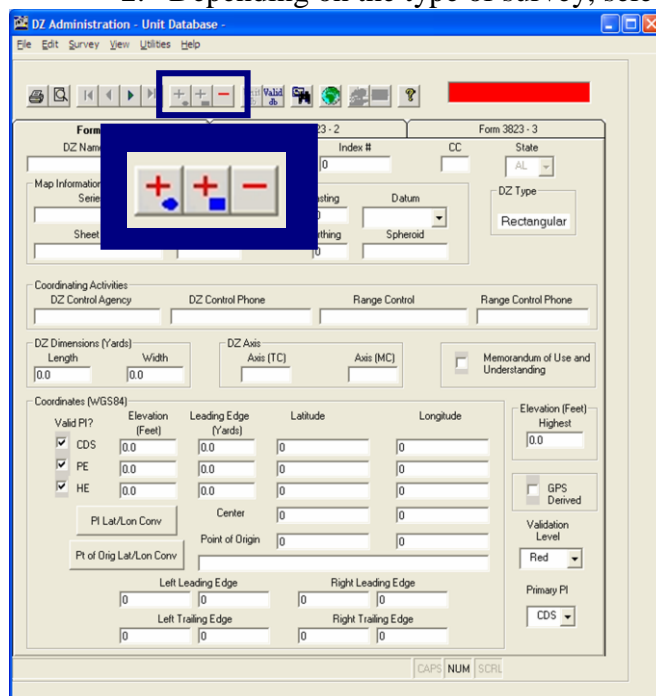 2. Depending on the type of survey, sele
DZ Administration - Unit Database -
File Edit Survey View Utilities Help
Valid
db
Form 3823 - 2 Form 3823 - 3
DZ Name Index # CC State
0 AL
Map Information
Serie sting Datum DZ Type
Rectangular
Sheet rthing Spheroid
0
Coordinating Activities
DZ Control Agency DZ Control Phone Range Control Range Control Phone
DZ Dimensions (Yards) DZ Axis
Length Width Axis (TC) Axis (MC) Memorandum of Use and
Understanding
0.0 0.0
Coordinates (WGS84) Elevation (Feet)
Valid PI? Elevation (Feet) Leading Edge (Yards) Latitude Longitude Highest
CDS 0.0 0.0 0 0 0.0
PE 0.0 0.0 0 0
HE 0.0 0.0 0 0 GPS Derived
PI Lat/Lon Conv Center 0 0 Validation Level
Pt of Orig Lat/Lon Conv Point of Origin 0 0 Red
Left Leading Edge Right Leading Edge Primary PI
0 0 0 0 CDS
Left Trailing Edge Right Trailing Edge
0 0 0 0
CAPS NUM SCRL